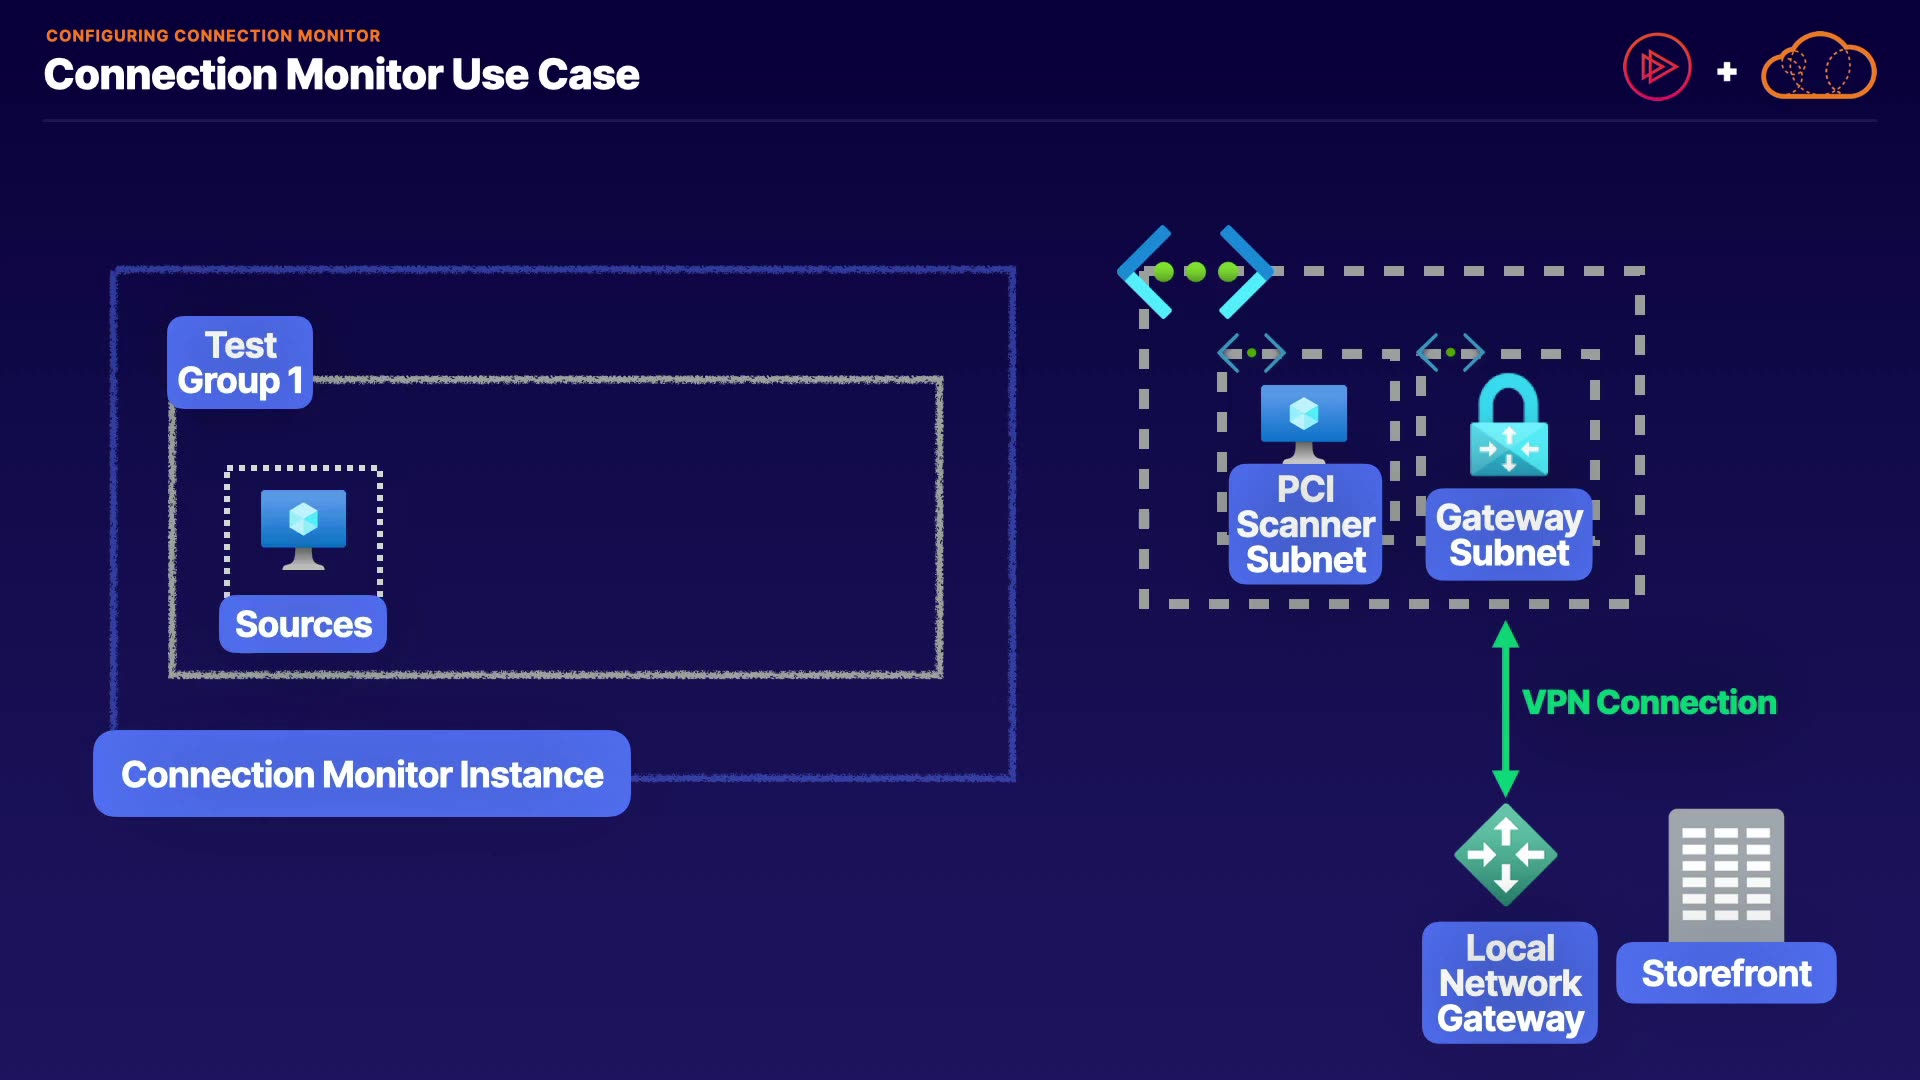 CONFIGURING CONNECTION MONITOR
Connection Monitor Use Case
Test
Group 1
Sources
Connection Monitor Instance
PCI
Scanner
Subnet
Gateway
Subnet
VPN Connection
Local
Network
Gateway
Storefront